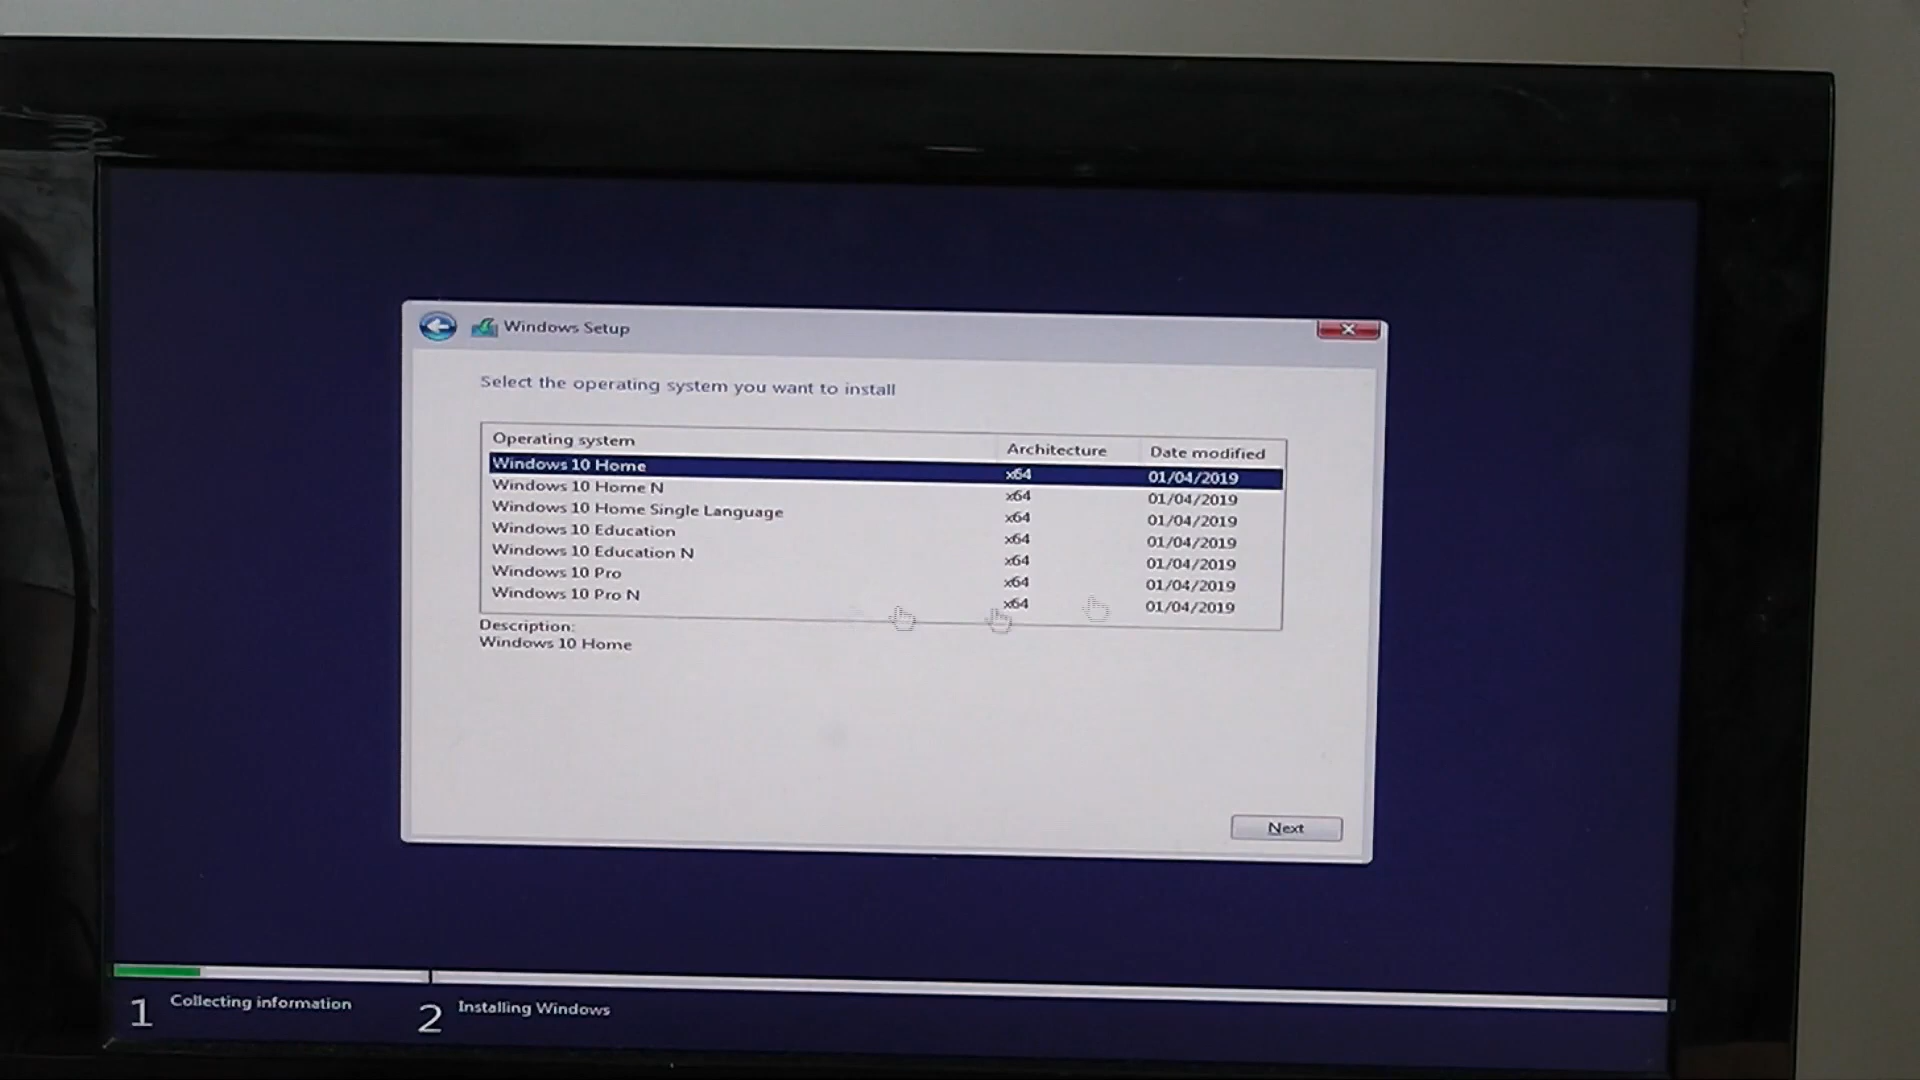 Windows Setup
Select the operating system you want to install
Operating system Architecture Date modified
Windows 10 Home x64 01/04/2019
Windows 10 Home N x64 01/04/2019
Windows 10 Home Single Language x64 01/04/2019
Windows 10 Education x64 01/04/2019
Windows 10 Education N x64 01/04/2019
Windows 10 Pro x64 01/04/2019
Windows 10 Pro N x64 01/04/2019
Description:
Windows 10 Home
Next
1 Collecting information 2 Installing Windows